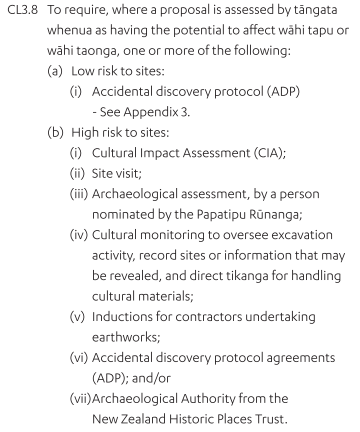 CL3.8 To require, where a proposal is assessed by tāngata
whenua as having the potential to affect wāhi tapu or
wāhi taonga, one or more of the following:
(a) Low risk to sites:
(i) Accidental discovery protocol (ADP)
- See Appendix 3.
(b) High risk to sites:
(i) Cultural Impact Assessment (CIA);
(ii) Site visit;
(iii) Archaeological assessment, by a person
nominated by the Papatipu Rūnanga;
(iv) Cultural monitoring to oversee excavation
activity, record sites or information that may
be revealed, and direct tikanga for handling
cultural materials;
(v) Inductions for contractors undertaking
earthworks;
(vi) Accidental discovery protocol agreements
(ADP); and/or
(vii)Archaeological Authority from the
New Zealand Historic Places Trust.